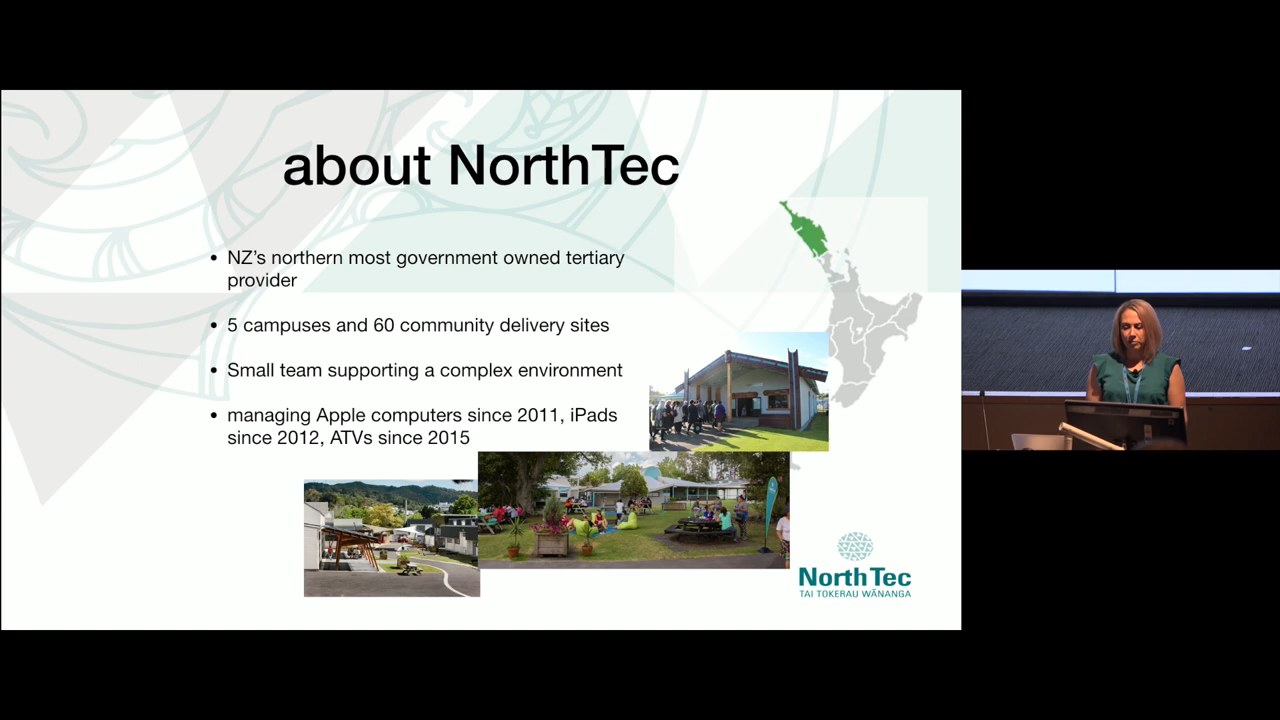 about NorthTec
• NZ’s northern most government owned tertiary
provider
• 5 campuses and 60 community delivery sites
• Small team supporting a complex environment
• managing Apple computers since 2011, iPads
since 2012, ATVs since 2015
NorthTec
TAI TOKERAU WĀNANGA